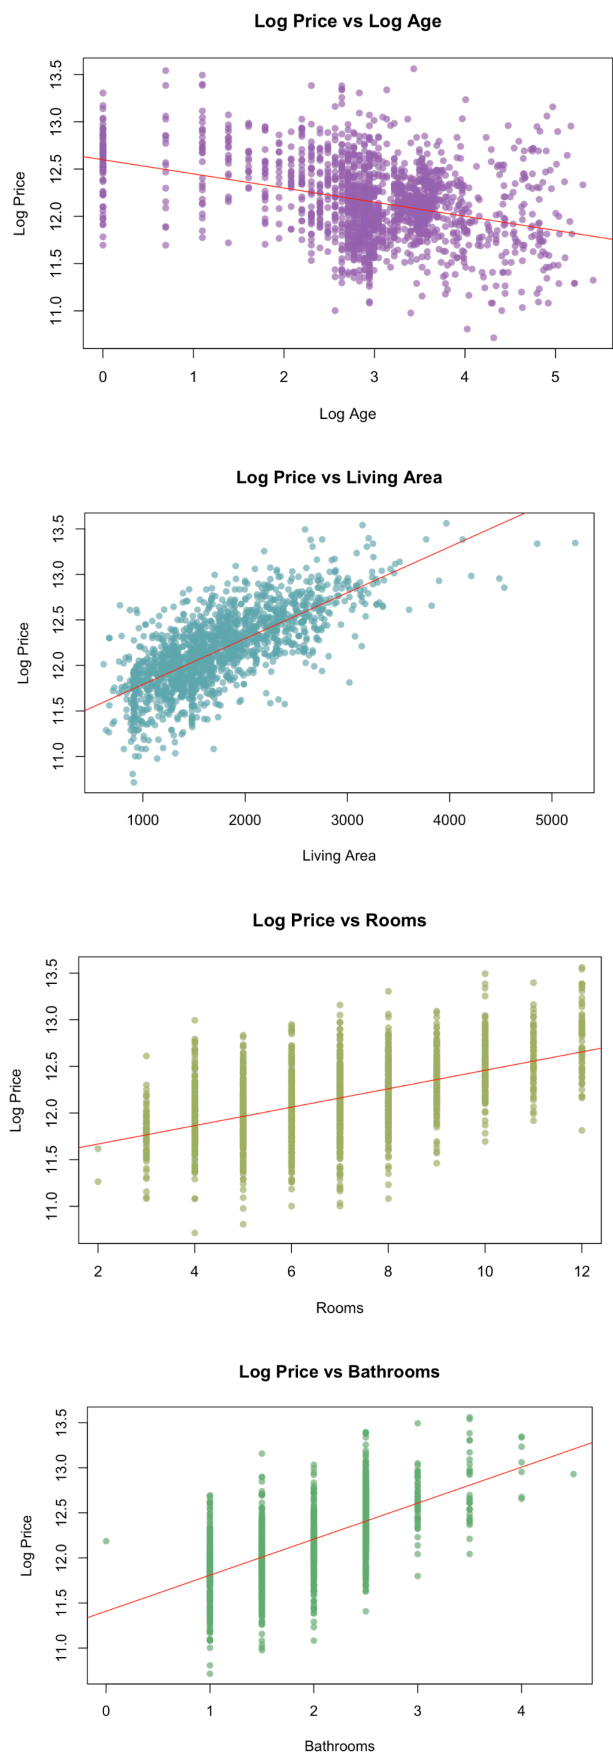 Log Price vs Log Age
Log Price
13.5
13.0
12.5
12.0
11.5
11.0
0 1 2 3 4 5
Log Age
Log Price vs Living Area
Log Price
13.5
13.0
12.5
12.0
11.5
11.0
1000 2000 3000 4000 5000
Living Area
Log Price vs Rooms
Log Price
13.5
13.0
12.5
12.0
11.5
11.0
2 4 6 8 10 12
Rooms
Log Price vs Bathrooms
Log Price
13.5
13.0
12.5
12.0
11.5
11.0
0 1 2 3 4
Bathrooms